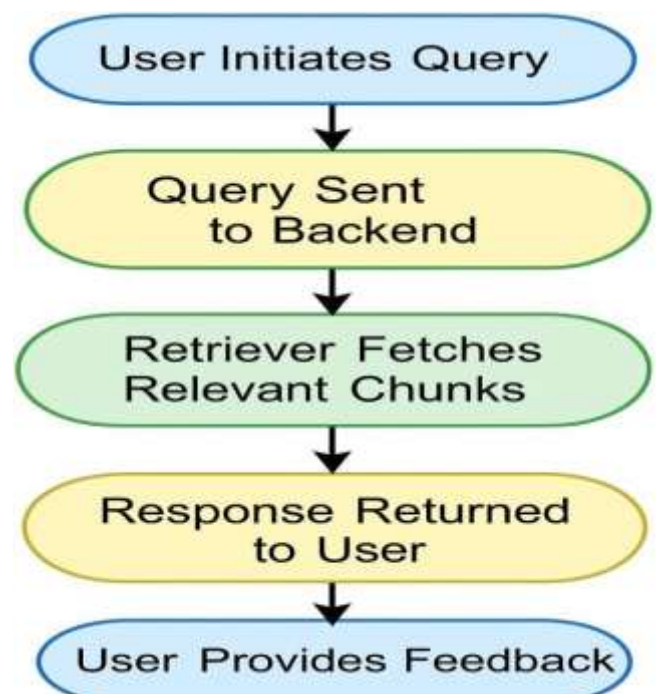 User Initiates Query
Query Sent
to Backend
Retriever Fetches
Relevant Chunks
Response Returned
to User
User Provides Feedback